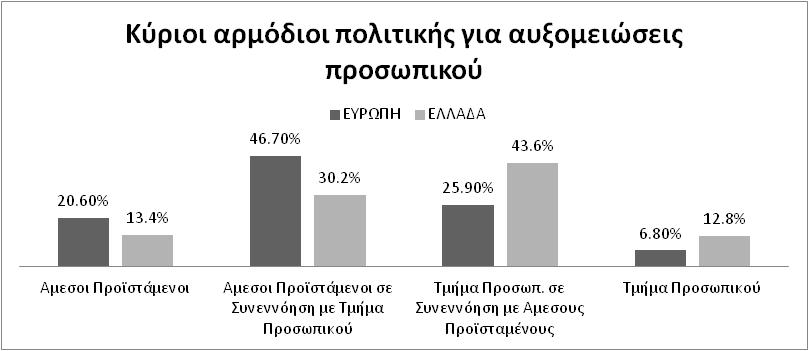 Κύριοι αρμόδιοι πολιτικής για αυξομειώσεις
προσωπικού
ΕΥΡΩΠΗ ΕΛΛΑΔΑ
20.60% 13.4% 46.70% 30.2% 25.90% 43.6% 6.80% 12.8%
Αμεσοι Προϊστάμενοι
Αμεσοι Προϊστάμενοι σε
Συνεννόηση με Τμήμα
Προσωπικού
Τμήμα Προσωπ. σε
Συνεννόηση με Αμεσους
Προϊσταμένους
Τμήμα Προσωπικού